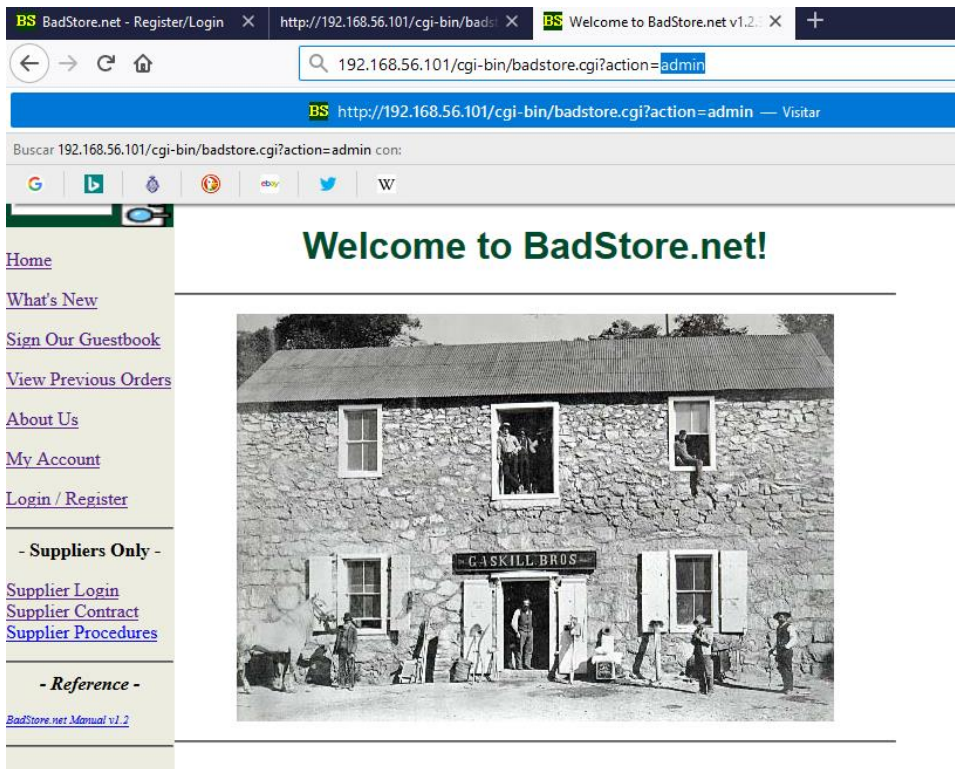 BS BadStore.net - Register/Login
http://192.168.56.101/cgi-bin/badst
BS Welcome to BadStore.net v1.2.
192.168.56.101/cgi-bin/badstore.cgi?action=admin
BS http://192.168.56.101/cgi-bin/badstore.cgi?action=admin — Visitar
Buscar 192.168.56.101/cgi-bin/badstore.cgi?action=admin con:
G b ebay W
Welcome to BadStore.net!
Home
What's New
Sign Our Guestbook
View Previous Orders
About Us
My Account
Login / Register
- Suppliers Only -
Supplier Login
Supplier Contract
Supplier Procedures
- Reference -
BadStore.net Manual v1.2
GASKILL BROS